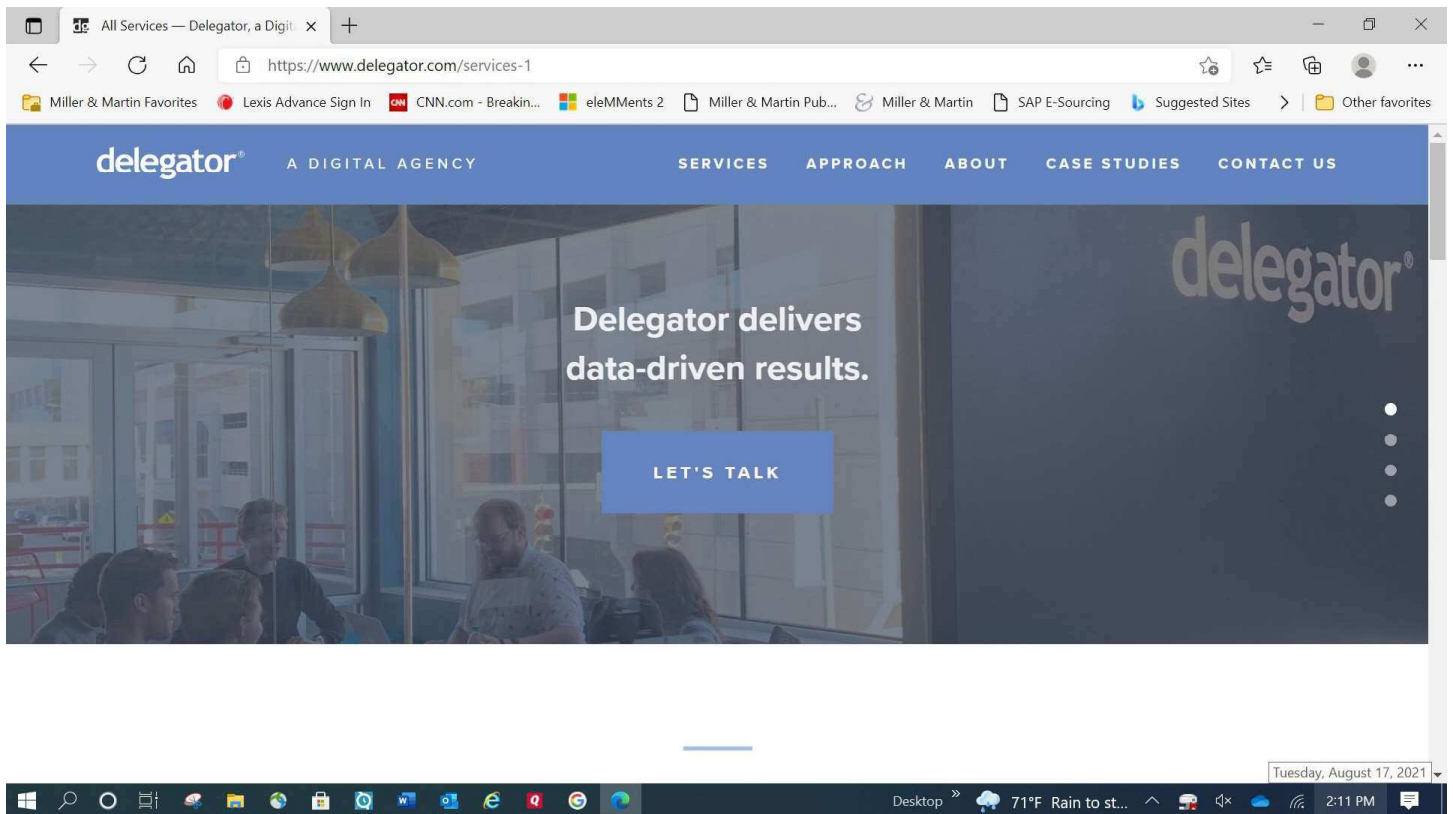 dg All Services — Delegator, a Digit
https://www.delegator.com/services-1
Miller & Martin Favorites Lexis Advance Sign In CNN CNN.com - Breakin... eleMMents 2 Miller & Martin Pub... Miller & Martin SAP E-Sourcing Suggested Sites Other favorites
delegator® A DIGITAL AGENCY SERVICES APPROACH ABOUT CASE STUDIES CONTACT US
delegator®
Delegator delivers
data-driven results.
LET'S TALK
Tuesday, August 17, 2021
Desktop » 71°F Rain to st... 2:11 PM